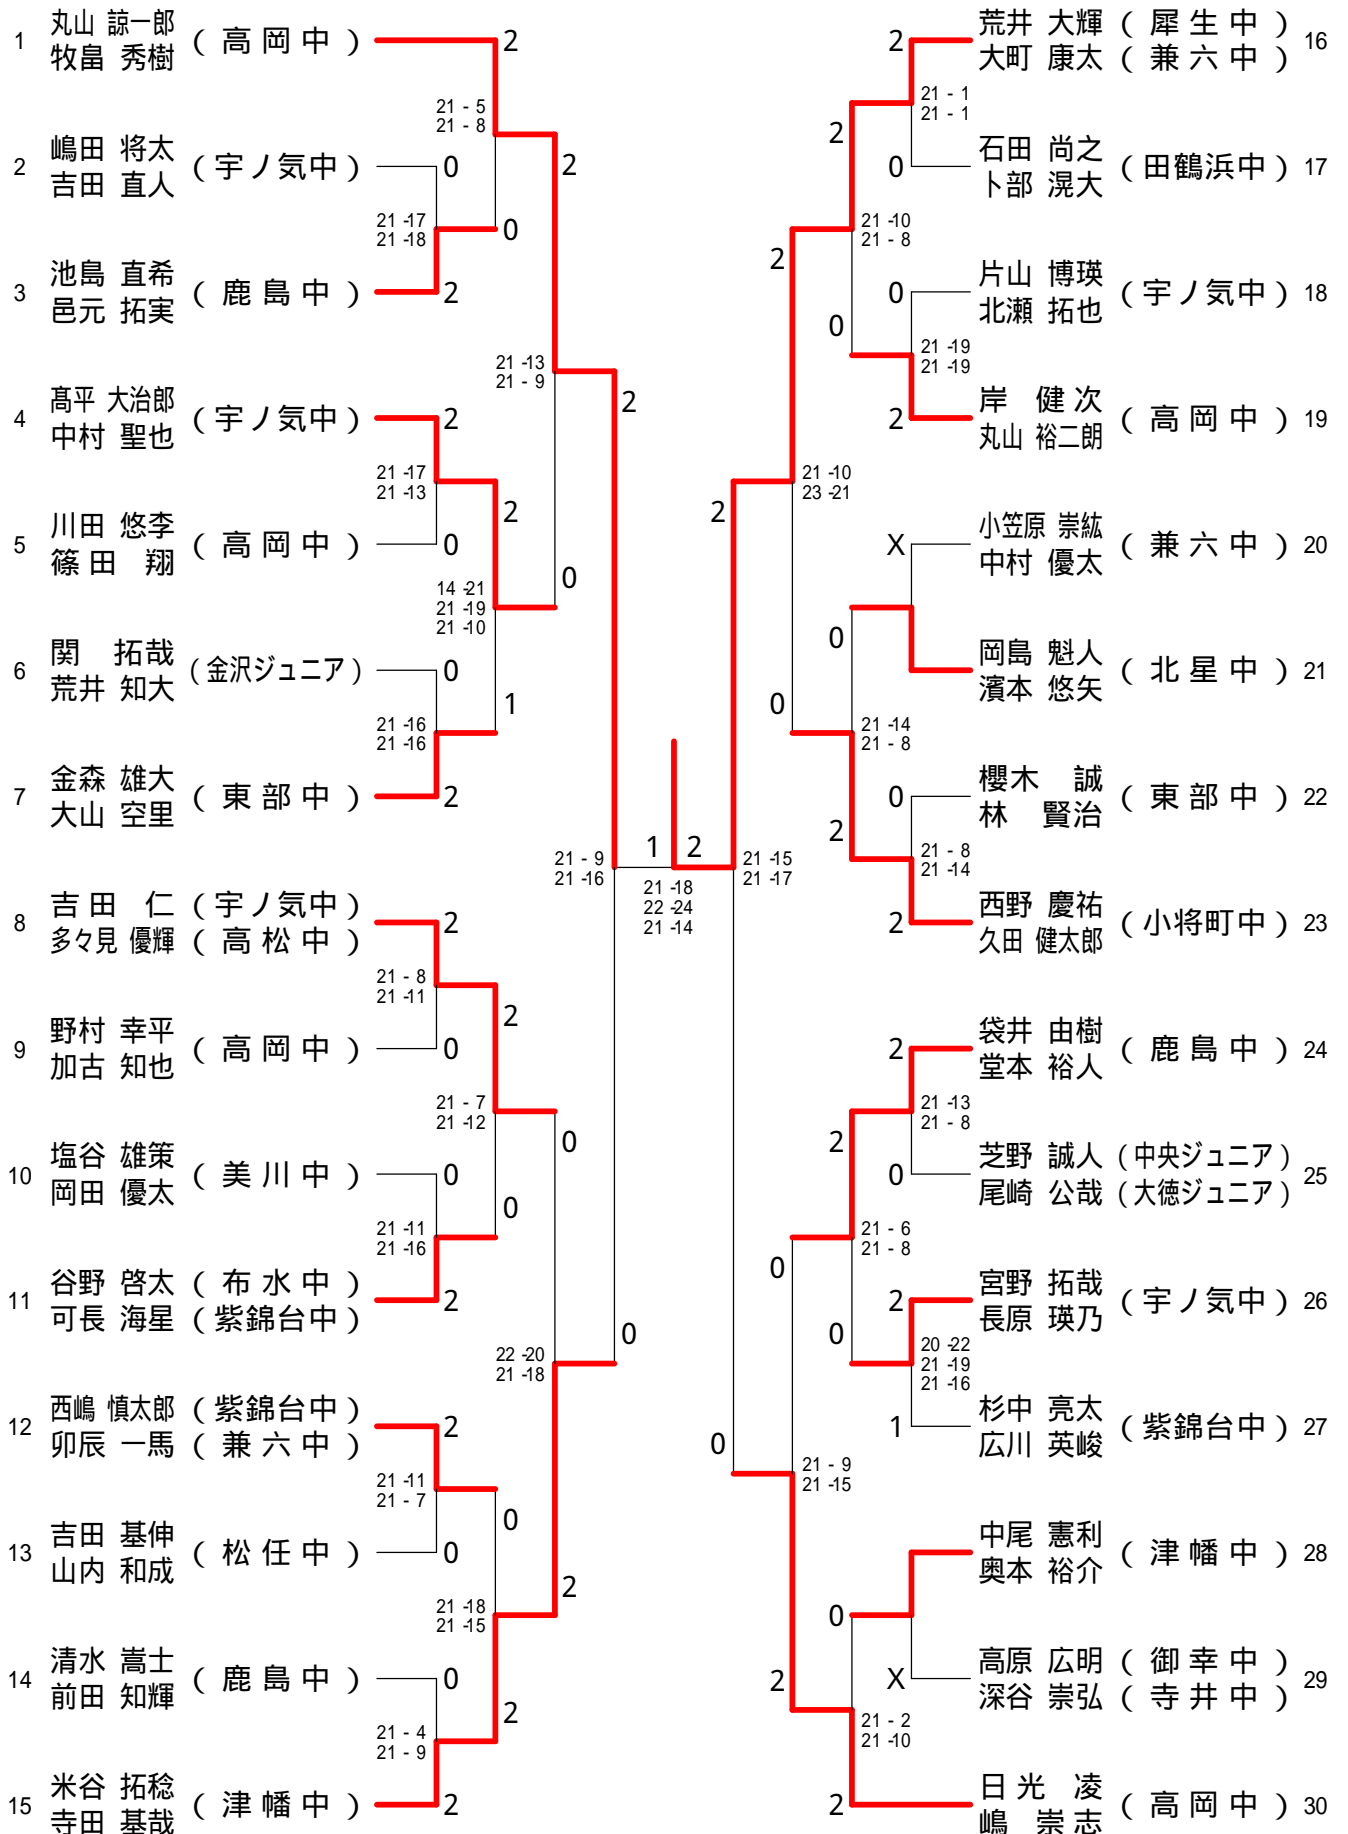 1 丸山 諒一郎 ( 高 岡 中 )
牧畠 秀樹
2
21 - 5
21 - 8
2 嶋田 将太 ( 宇ノ気中 ) 0
吉田 直人
2
21 -17
21 -18
0
3 池島 直希 ( 鹿 島 中 ) 2
邑元 拓実
21 -13
21 - 9
2
4 髙平 大治郎 ( 宇ノ気中 ) 2
中村 聖也
21 -17
21 -13
2
5 川田 悠李 ( 高 岡 中 ) 0
篠田 翔
14 -21
21 -19
21 -10
0
6 関 拓哉 ( 金沢ジュニア ) 0
荒井 知大
1
21 -16
21 -16
7 金森 雄大 ( 東 部 中 ) 2
大山 空里
21 - 9
21 -16
8 吉田 仁 ( 宇ノ気中 ) 2
多々見 優輝 ( 高 松 中 )
21 - 8
21 -11
2
9 野村 幸平 ( 高 岡 中 ) 0
加古 知也
21 - 7
21 -12
0
10 塩谷 雄策 ( 美 川 中 ) 0
岡田 優太
0
21 -11
21 -16
11 谷野 啓太 ( 布 水 中 ) 2
可長 海星 ( 紫錦台中 )
0
22 -20
21 -18
12 西嶋 慎太郎 ( 紫錦台中 ) 2
卯辰 一馬 ( 兼 六 中 )
21 -11
21 - 7
0
13 吉田 基伸 ( 松 任 中 ) 0
山内 和成
2
21 -18
21 -15
14 清水 嵩士 ( 鹿 島 中 ) 0
前田 知輝
2
21 - 4
21 - 9
15 米谷 拓稔 ( 津 幡 中 ) 2
寺田 基哉
1 2
21 -18
22 -24
21 -14
2 荒井 大輝 ( 犀 生 中 ) 16
大町 康太 ( 兼 六 中 )
21 - 1
21 - 1
2
0 石田 尚之 ( 田鶴浜中 ) 17
卜部 滉大
21 -10
21 - 8
2
0 片山 博瑛 ( 宇ノ気中 ) 18
北瀬 拓也
0
21 -19
21 -19
2 岸 健次 ( 高 岡 中 ) 19
丸山 裕二朗
21 -10
23 -21
2
X 小笠原 崇紘 ( 兼 六 中 ) 20
中村 優太
0
岡島 魁人 ( 北 星 中 ) 21
濱本 悠矢
0
21 -14
21 - 8
0 櫻木 誠 ( 東 部 中 ) 22
林 賢治
2
21 - 8
21 -14
2 西野 慶祐 ( 小将町中 ) 23
久田 健太郎
21 -15
21 -17
2 袋井 由樹 ( 鹿 島 中 ) 24
堂本 裕人
21 -13
21 - 8
2
0 芝野 誠人 ( 中央ジュニア ) 25
尾崎 公哉 ( 大徳ジュニア )
21 - 6
21 - 8
0
2 宮野 拓哉 ( 宇ノ気中 ) 26
長原 瑛乃
0
20 -22
21 -19
21 -16
1 杉中 亮太 ( 紫錦台中 ) 27
広川 英峻
0
21 - 9
21 -15
中尾 憲利 ( 津 幡 中 ) 28
奥本 裕介
0
X 高原 広明 ( 御 幸 中 ) 29
深谷 崇弘 ( 寺 井 中 )
2
21 - 2
21 -10
2 日光 凌 ( 高 岡 中 ) 30
嶋 崇志